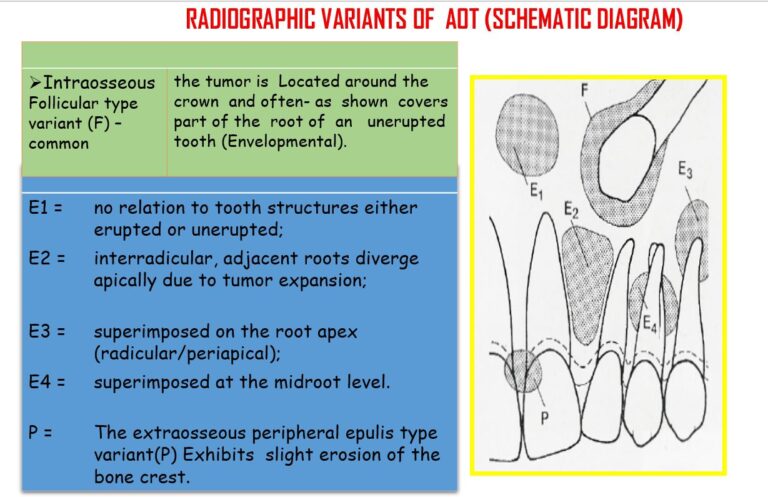 RADIOGRAPHIC VARIANTS OF AOT (SCHEMATIC DIAGRAM)
➤Intraosseous
Follicular type
variant (F) –
common
the tumor is Located around the
crown and often- as shown covers
part of the root of an unerupted
tooth (Envelopmental).
E1 = no relation to tooth structures either
erupted or unerupted;
E2 = interradicular, adjacent roots diverge
apically due to tumor expansion;
E3 = superimposed on the root apex
(radicular/periapical);
E4 = superimposed at the midroot level.
P = The extraosseous peripheral epulis type
variant(P) Exhibits slight erosion of the
bone crest.
F
E3
E1
E2
E4
P